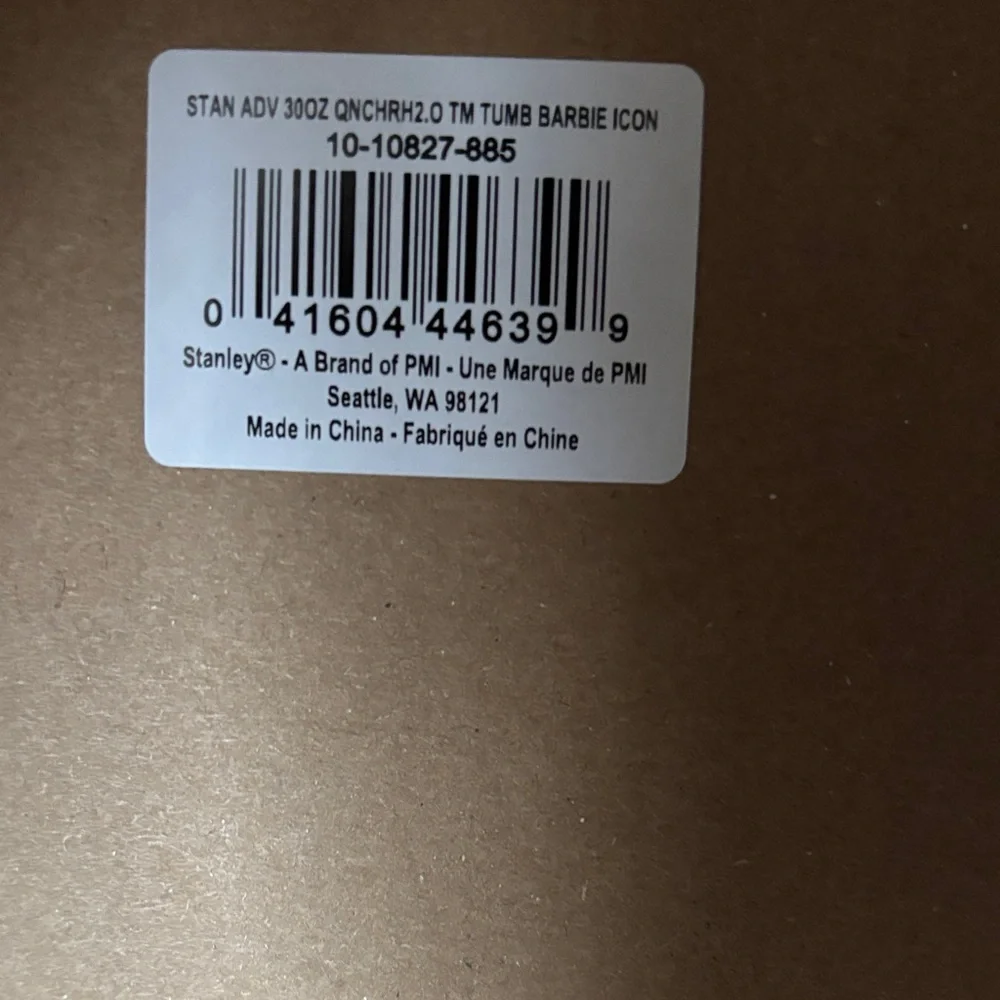 STAN ADV 30OZ QNCHRH2.O TM TUMB BARBIE ICON
10-10827-885
0 41604 44639 9
Stanley® - A Brand of PMI - Une Marque de PMI
Seattle, WA 98121
Made in China - Fabriqué en Chine